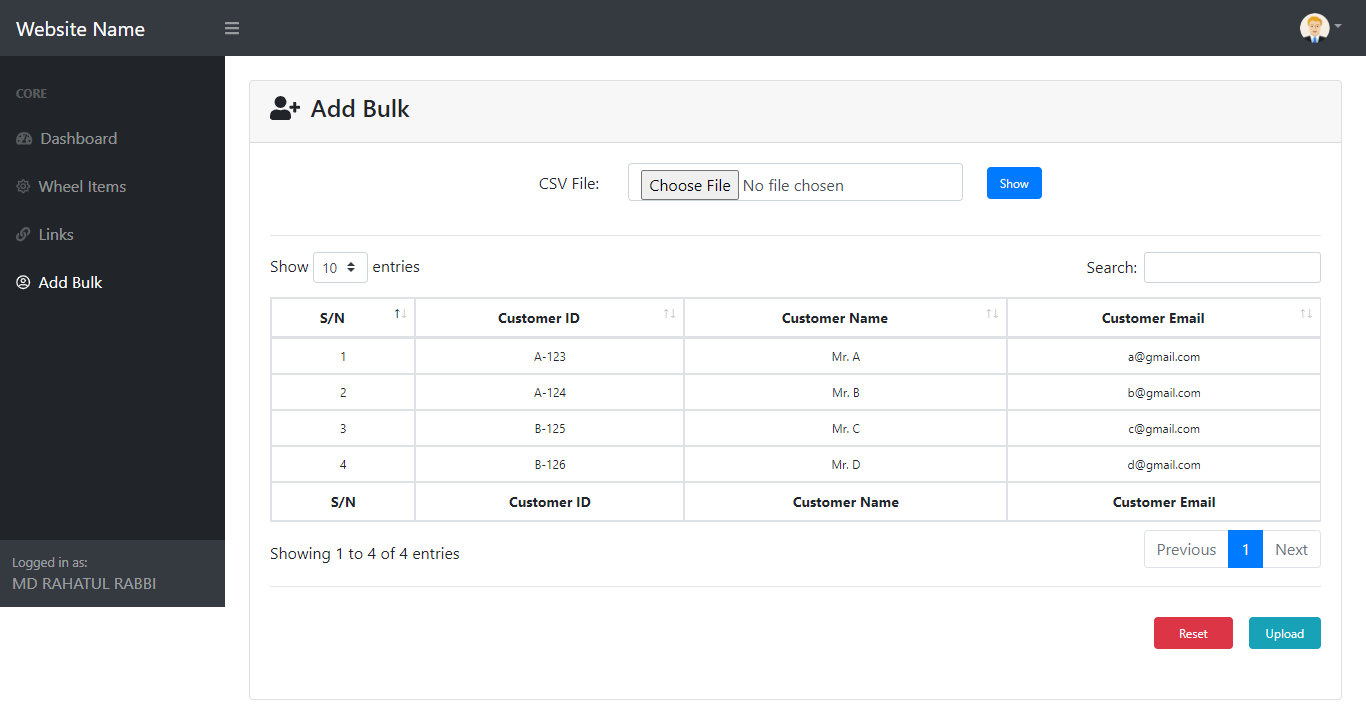 Website Name
CORE
Dashboard
Wheel Items
Links
Add Bulk
Logged in as:
MD RAHATUL RABBI
Add Bulk
CSV File: Choose File No file chosen Show
Show 10 entries Search:
S/N Customer ID Customer Name Customer Email
1 A-123 Mr. A a@gmail.com
2 A-124 Mr. B b@gmail.com
3 B-125 Mr. C c@gmail.com
4 B-126 Mr. D d@gmail.com
S/N Customer ID Customer Name Customer Email
Showing 1 to 4 of 4 entries Previous 1 Next
Reset Upload